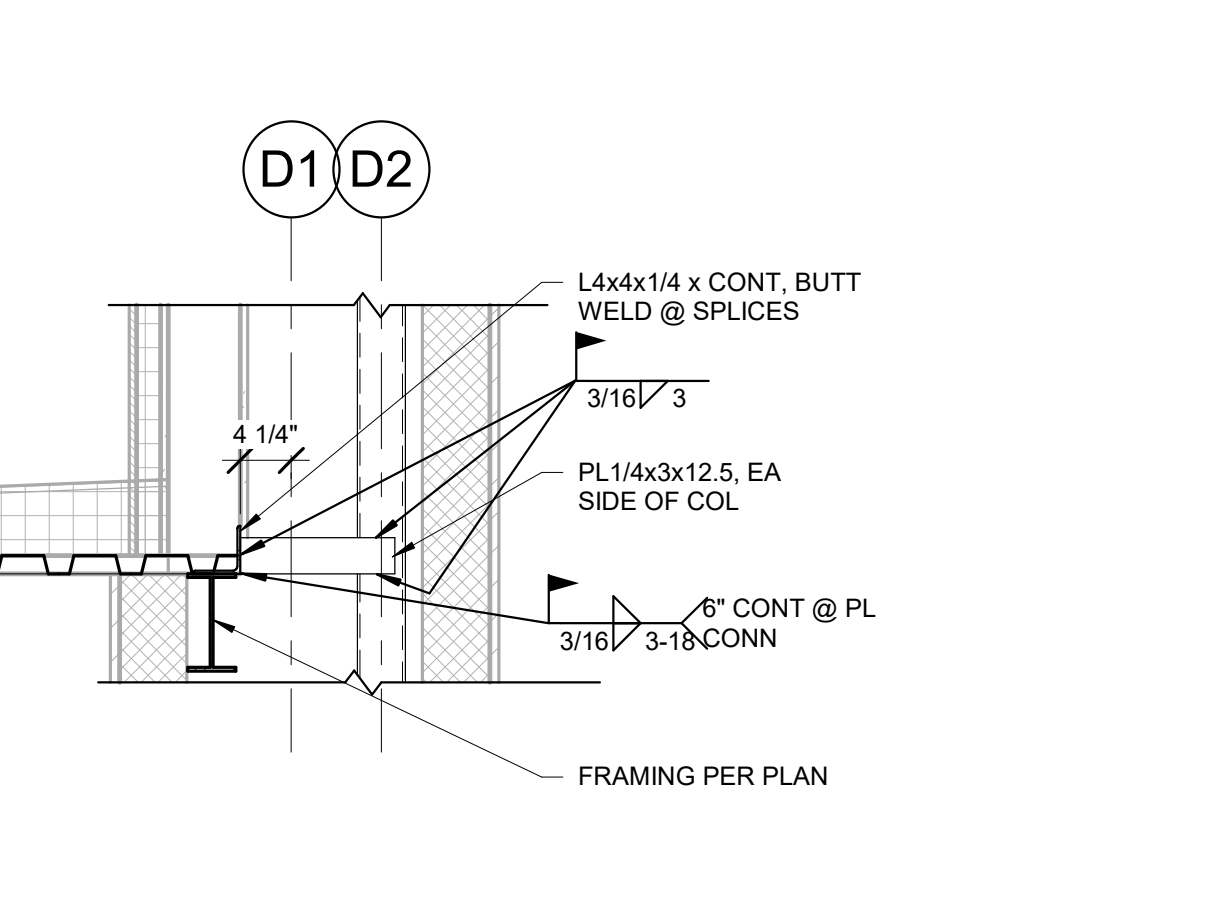 D1 D2
L4x4x1/4 x CONT, BUTT
WELD @ SPLICES
3/16 3
4 1/4"
PL1/4x3x12.5, EA
SIDE OF COL
6" CONT @ PL
3/16 3-18 CONN
FRAMING PER PLAN